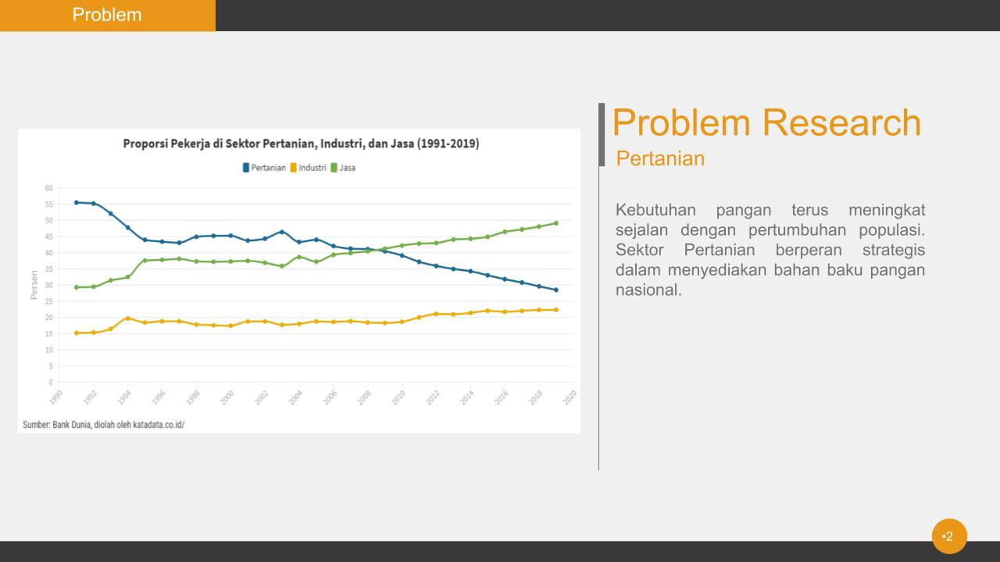 Problem
Problem Research
Pertanian
Kebutuhan pangan terus meningkat
sejalan dengan pertumbuhan populasi.
Sektor Pertanian berperan strategis
dalam menyediakan bahan baku pangan
nasional.
Proporsi Pekerja di Sektor Pertanian, Industri, dan Jasa (1991-2019)
Pertanian Industri Jasa
Persen
60
55
50
45
40
35
30
25
20
15
10
5
0
1990 1992 1994 1996 1998 2000 2002 2004 2006 2008 2010 2012 2014 2016 2018 2020
Sumber: Bank Dunia, diolah oleh katadata.co.id/
•2